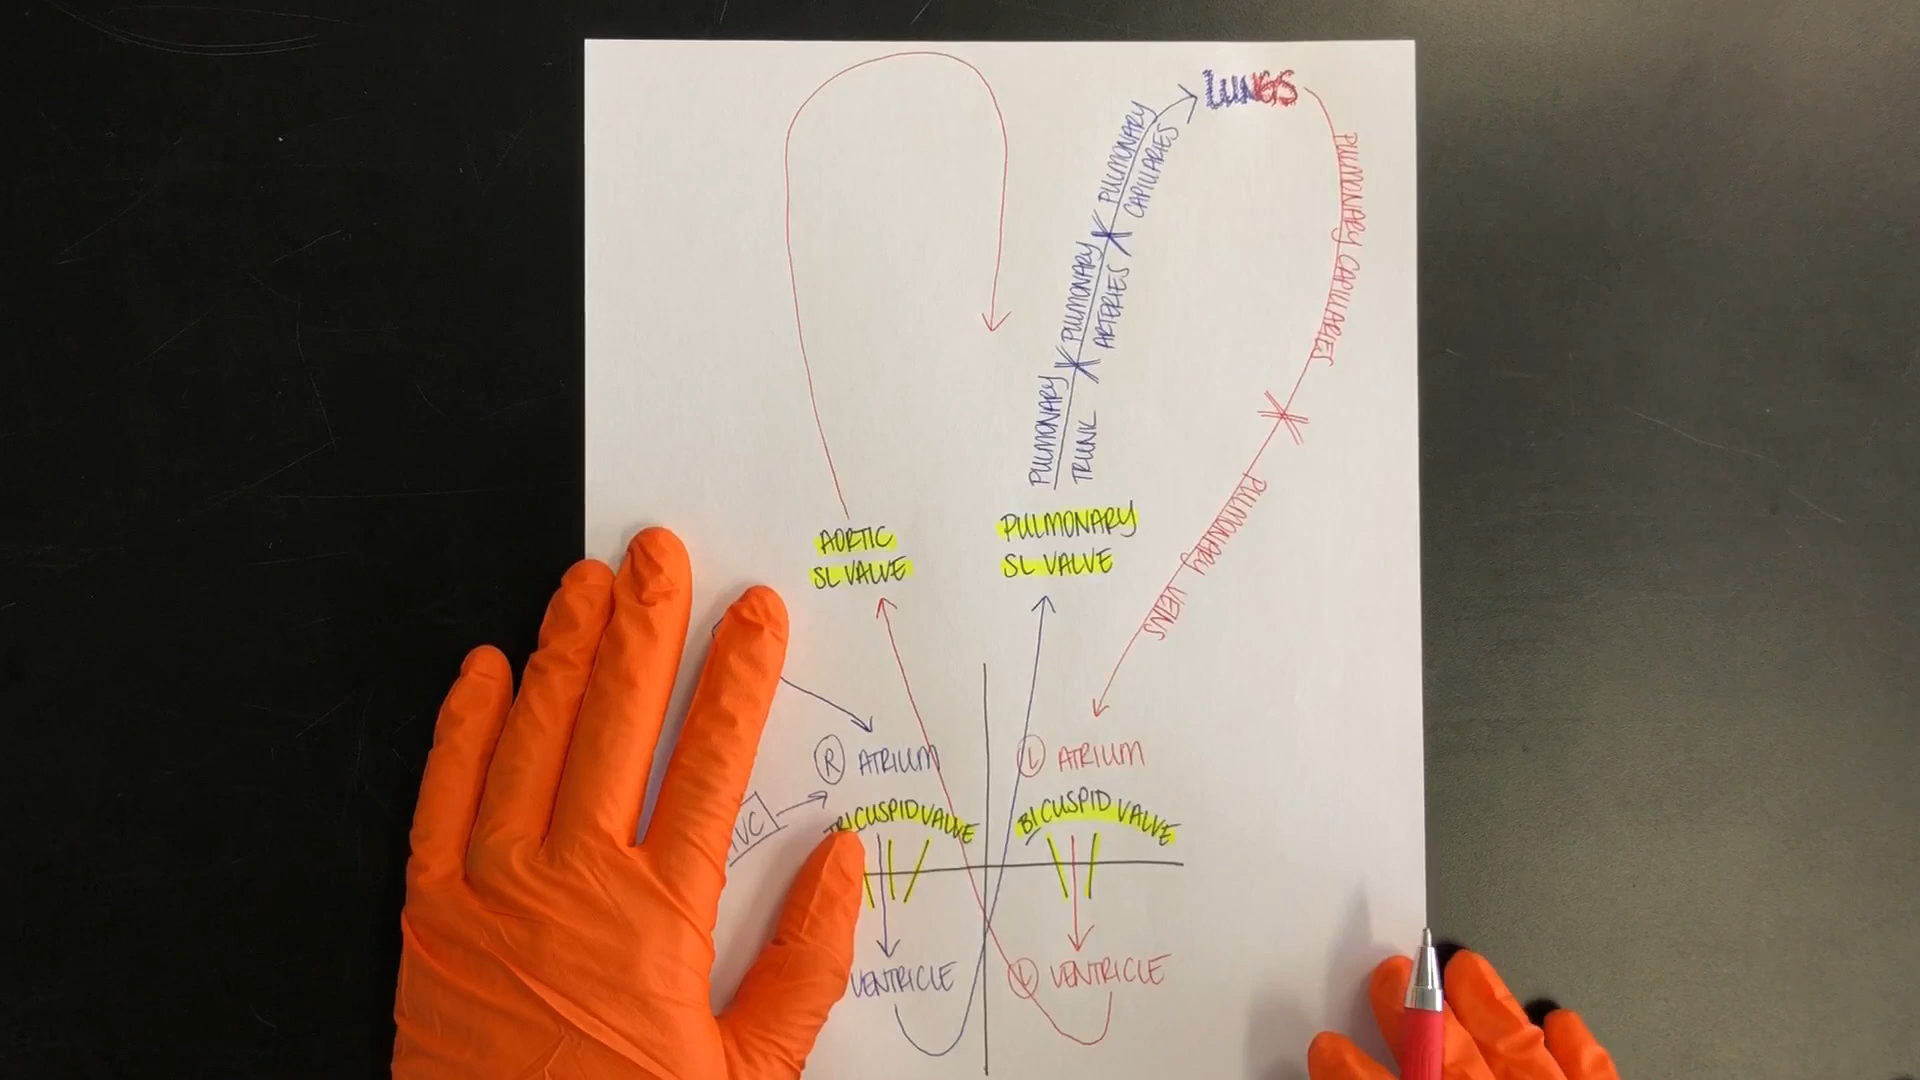 LUNGS
PULMONARY
CAPILLARIES
PULMONARY
ARTERIES
PULMONARY
TRUNK
PULMONARY CAPILLARIES
PULMONARY VEINS
AORTIC
SL VALVE
PULMONARY
SL VALVE
R ATRIUM
L ATRIUM
IVC
TRICUSPID VALVE
BICUSPID VALVE
VENTRICLE
L VENTRICLE